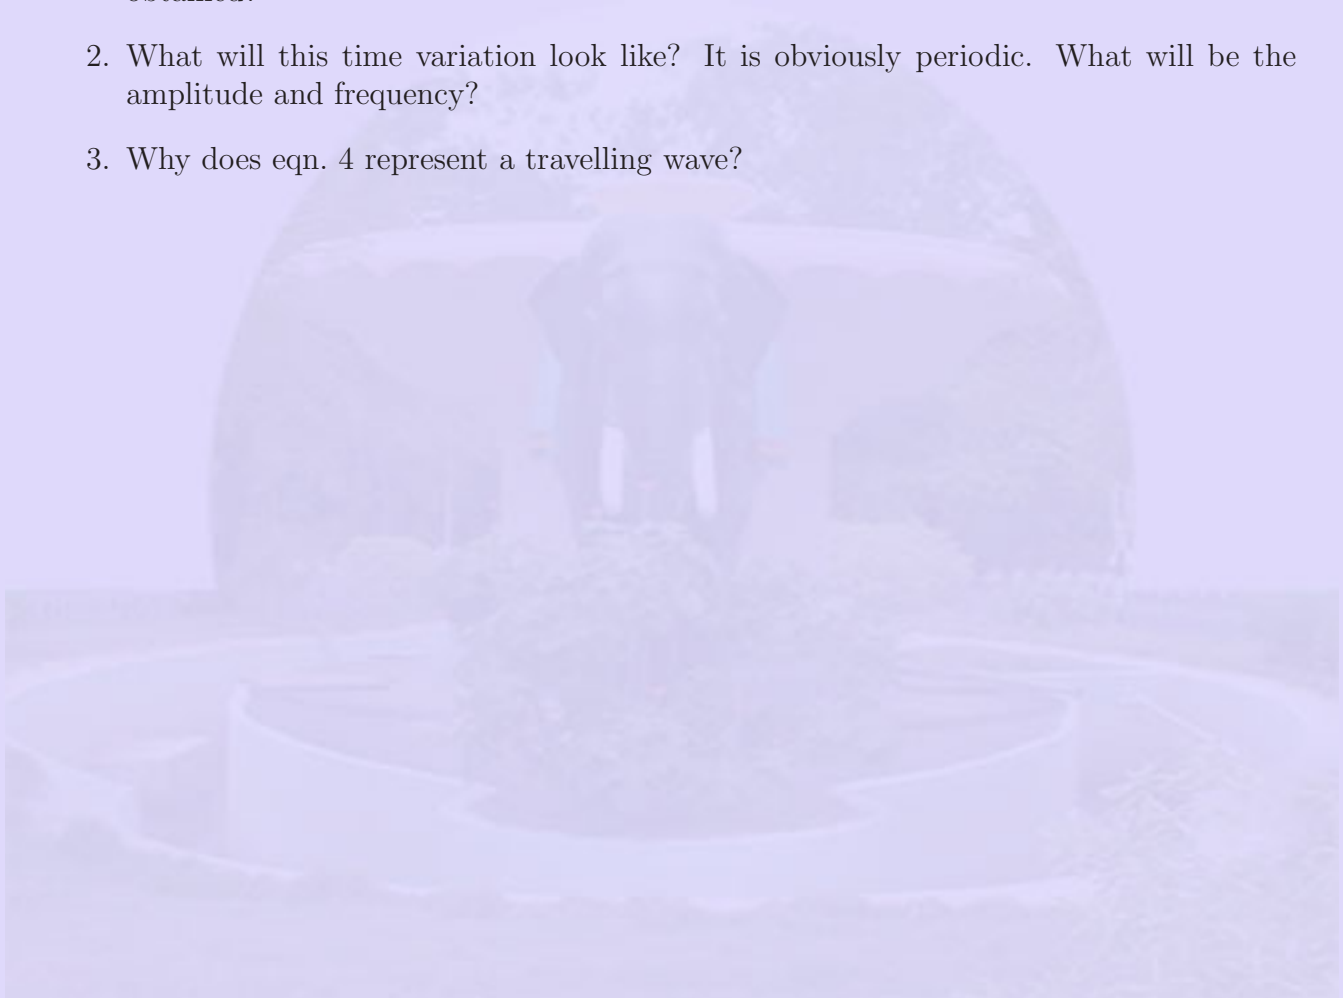 2. What will this time variation look like? It is obviously periodic. What will be the
amplitude and frequency?
3. Why does eqn. 4 represent a travelling wave?